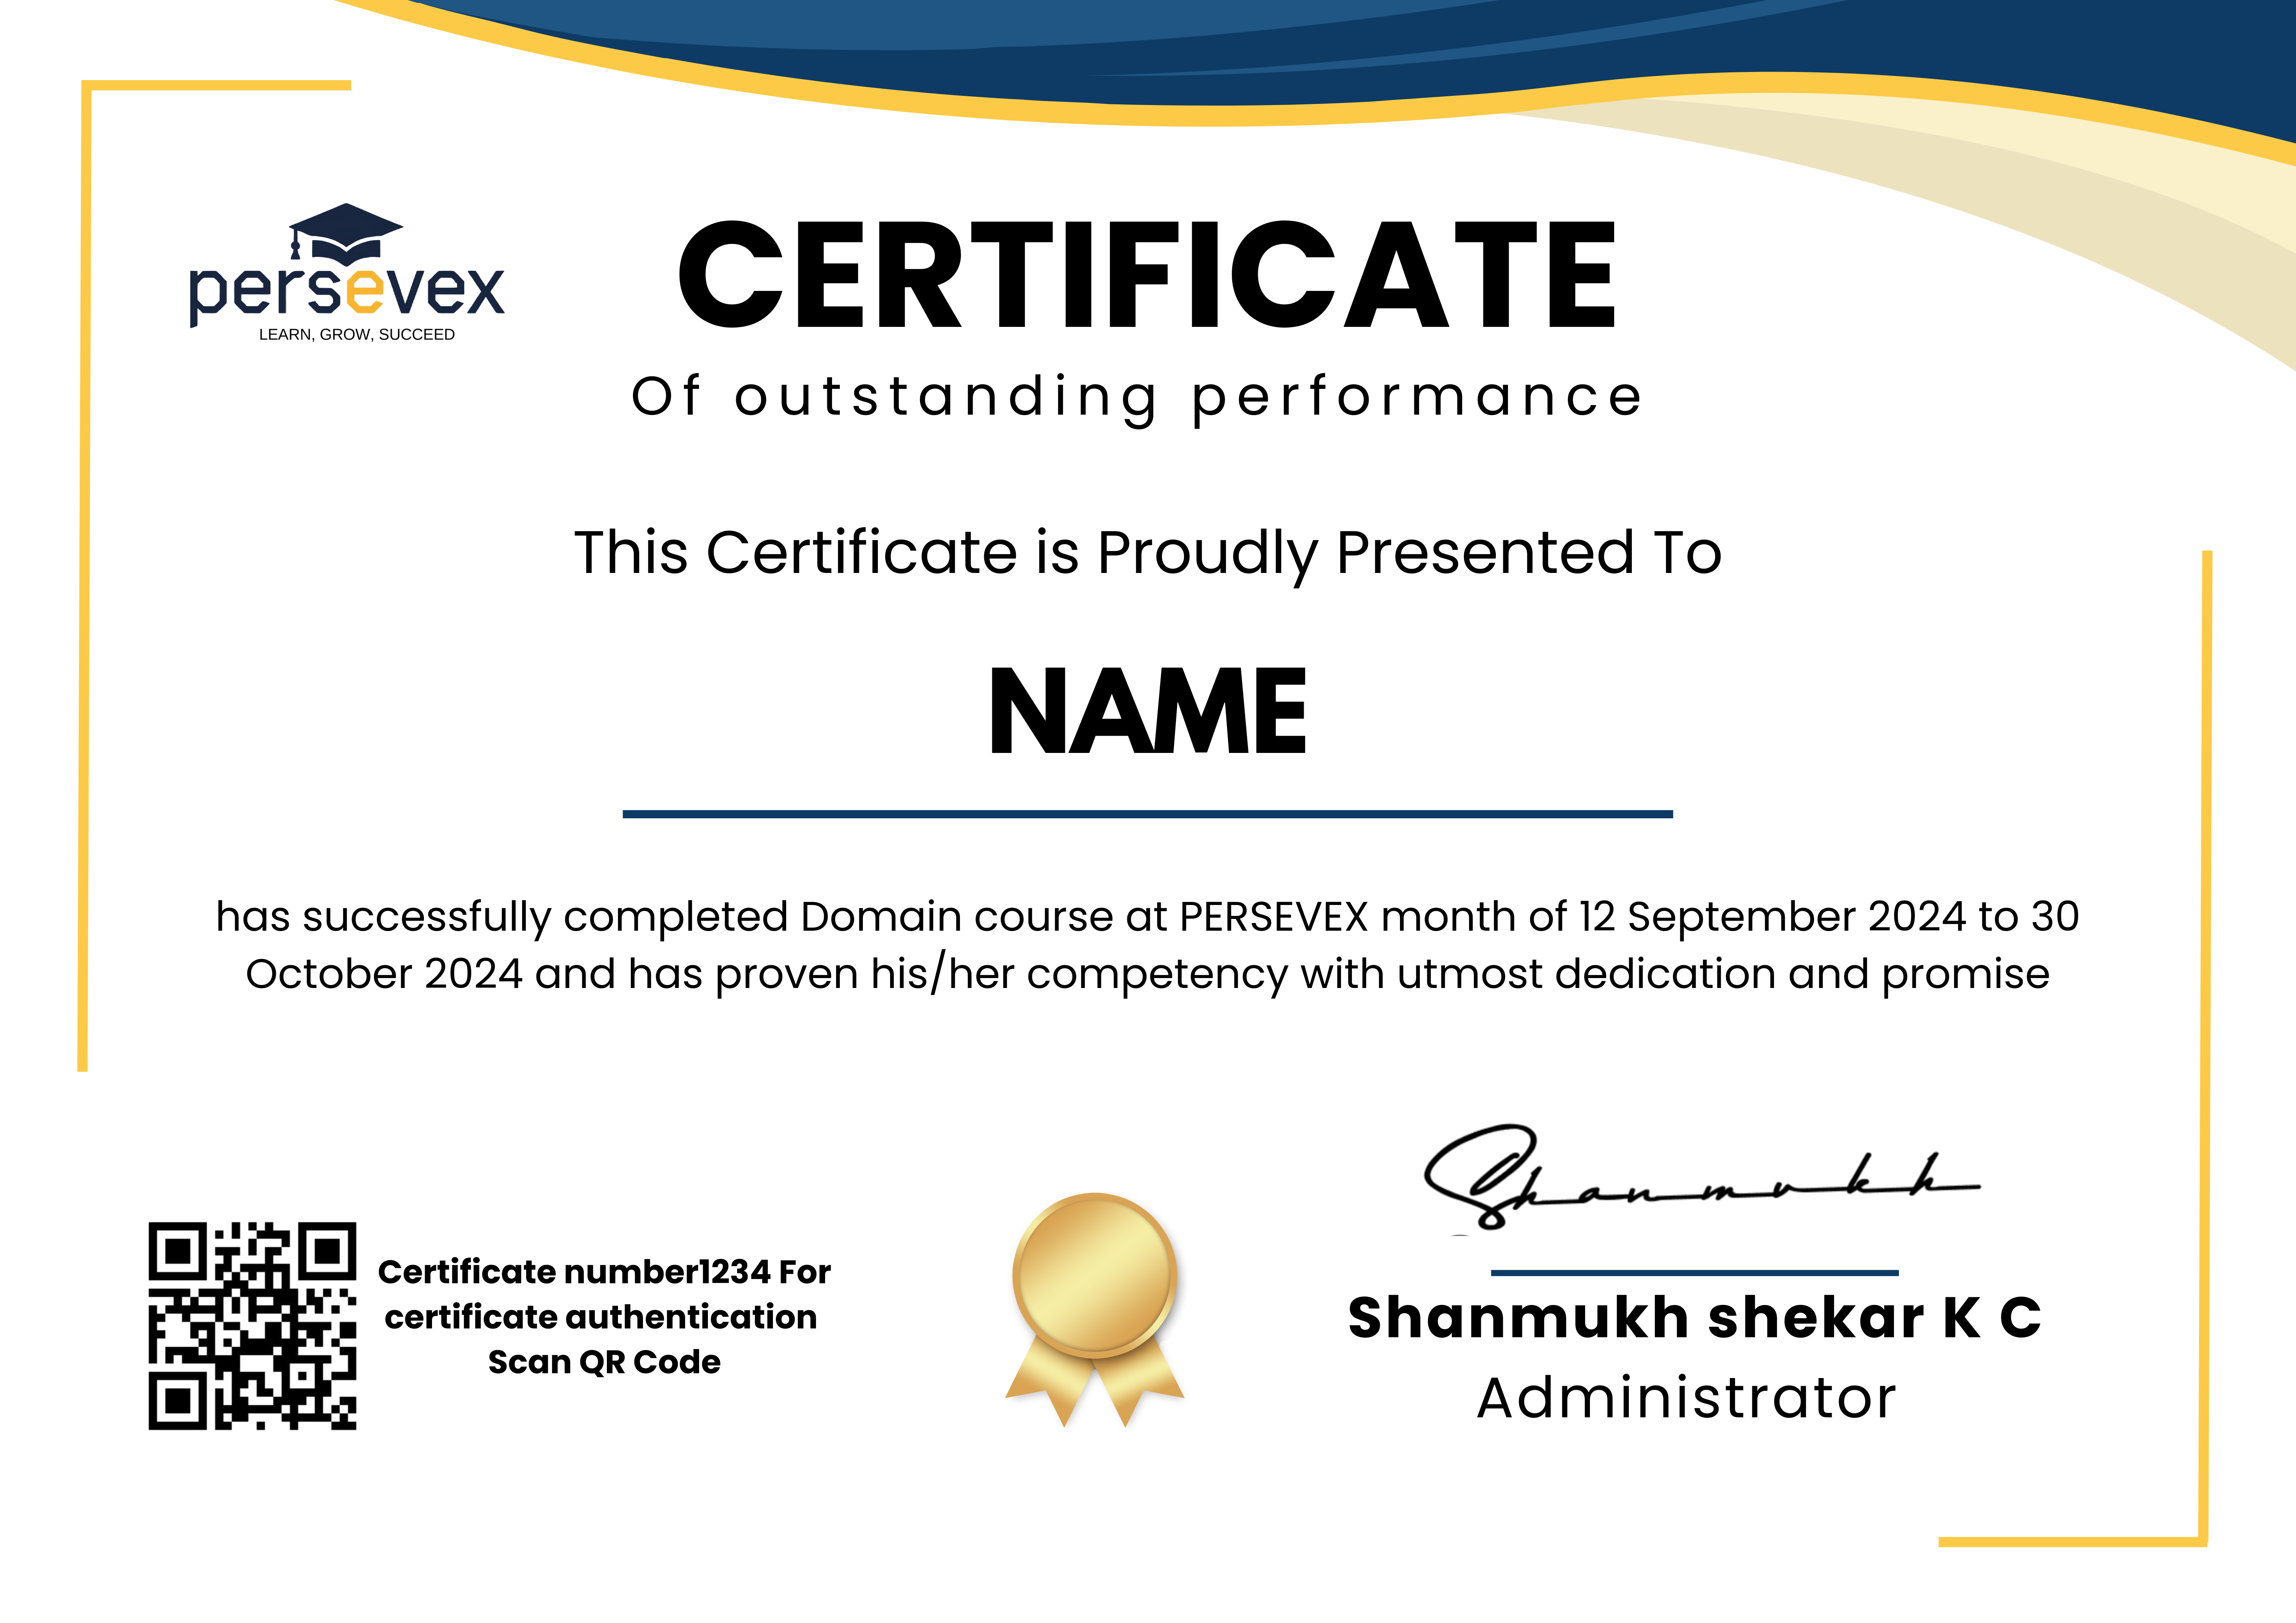 persevex
LEARN, GROW, SUCCEED
CERTIFICATE
Of outstanding performance
This Certificate is Proudly Presented To
NAME
has successfully completed Domain course at PERSEVEX month of 12 September 2024 to 30
October 2024 and has proven his/her competency with utmost dedication and promise
Certificate number1234 For
certificate authentication
Scan QR Code
Shanmukh
Shanmukh shekar K C
Administrator